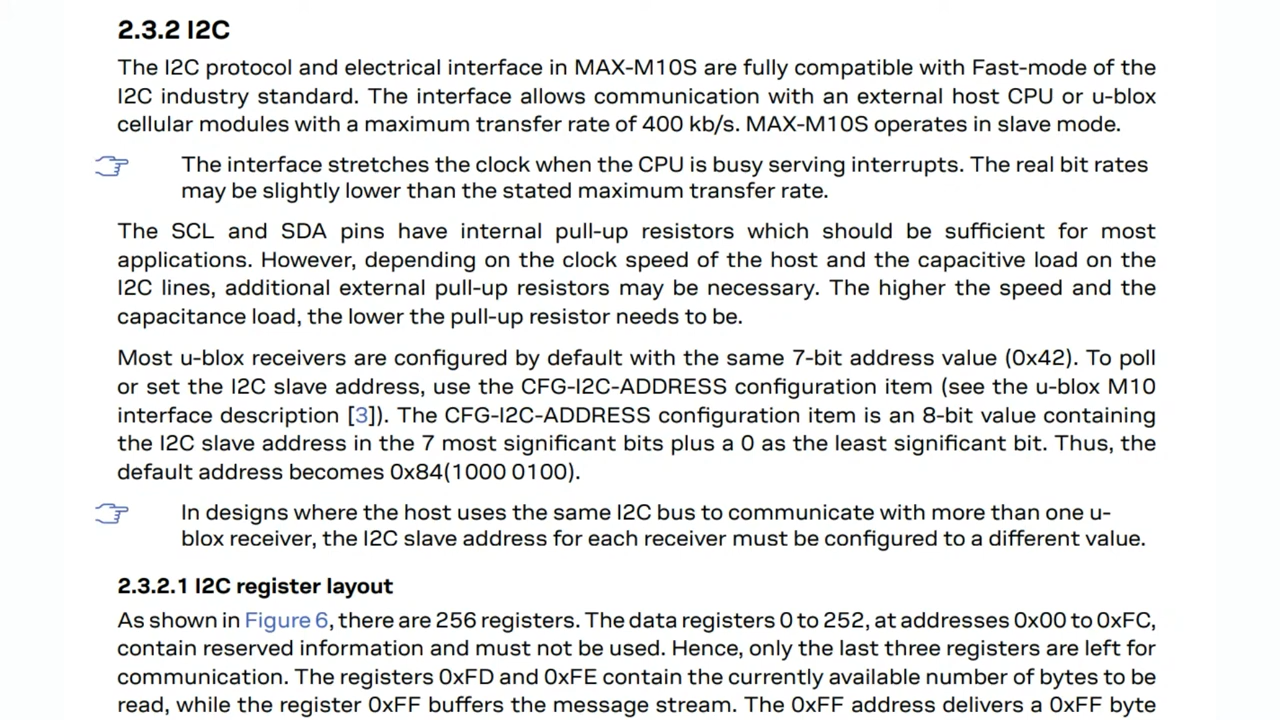 2.3.2 I2C
The I2C protocol and electrical interface in MAX-M10S are fully compatible with Fast-mode of the
I2C industry standard. The interface allows communication with an external host CPU or u-blox
cellular modules with a maximum transfer rate of 400 kb/s. MAX-M10S operates in slave mode.
The interface stretches the clock when the CPU is busy serving interrupts. The real bit rates
may be slightly lower than the stated maximum transfer rate.
The SCL and SDA pins have internal pull-up resistors which should be sufficient for most
applications. However, depending on the clock speed of the host and the capacitive load on the
I2C lines, additional external pull-up resistors may be necessary. The higher the speed and the
capacitance load, the lower the pull-up resistor needs to be.
Most u-blox receivers are configured by default with the same 7-bit address value (0x42). To poll
or set the I2C slave address, use the CFG-I2C-ADDRESS configuration item (see the u-blox M10
interface description [3]). The CFG-I2C-ADDRESS configuration item is an 8-bit value containing
the I2C slave address in the 7 most significant bits plus a 0 as the least significant bit. Thus, the
default address becomes 0x84(1000 0100).
In designs where the host uses the same I2C bus to communicate with more than one u-
blox receiver, the I2C slave address for each receiver must be configured to a different value.
2.3.2.1 I2C register layout
As shown in Figure 6, there are 256 registers. The data registers 0 to 252, at addresses 0x00 to 0xFC,
contain reserved information and must not be used. Hence, only the last three registers are left for
communication. The registers 0xFD and 0xFE contain the currently available number of bytes to be
read, while the register 0xFF buffers the message stream. The 0xFF address delivers a 0xFF byte